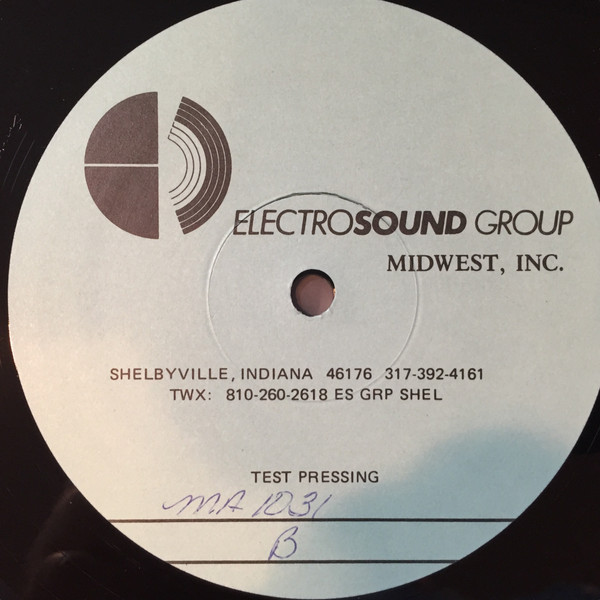 ELECTROSOUND GROUP
MIDWEST, INC.
SHELBYVILLE, INDIANA 46176 317-392-4161
TWX: 810-260-2618 ES GRP SHEL
TEST PRESSING
MA 1031
B